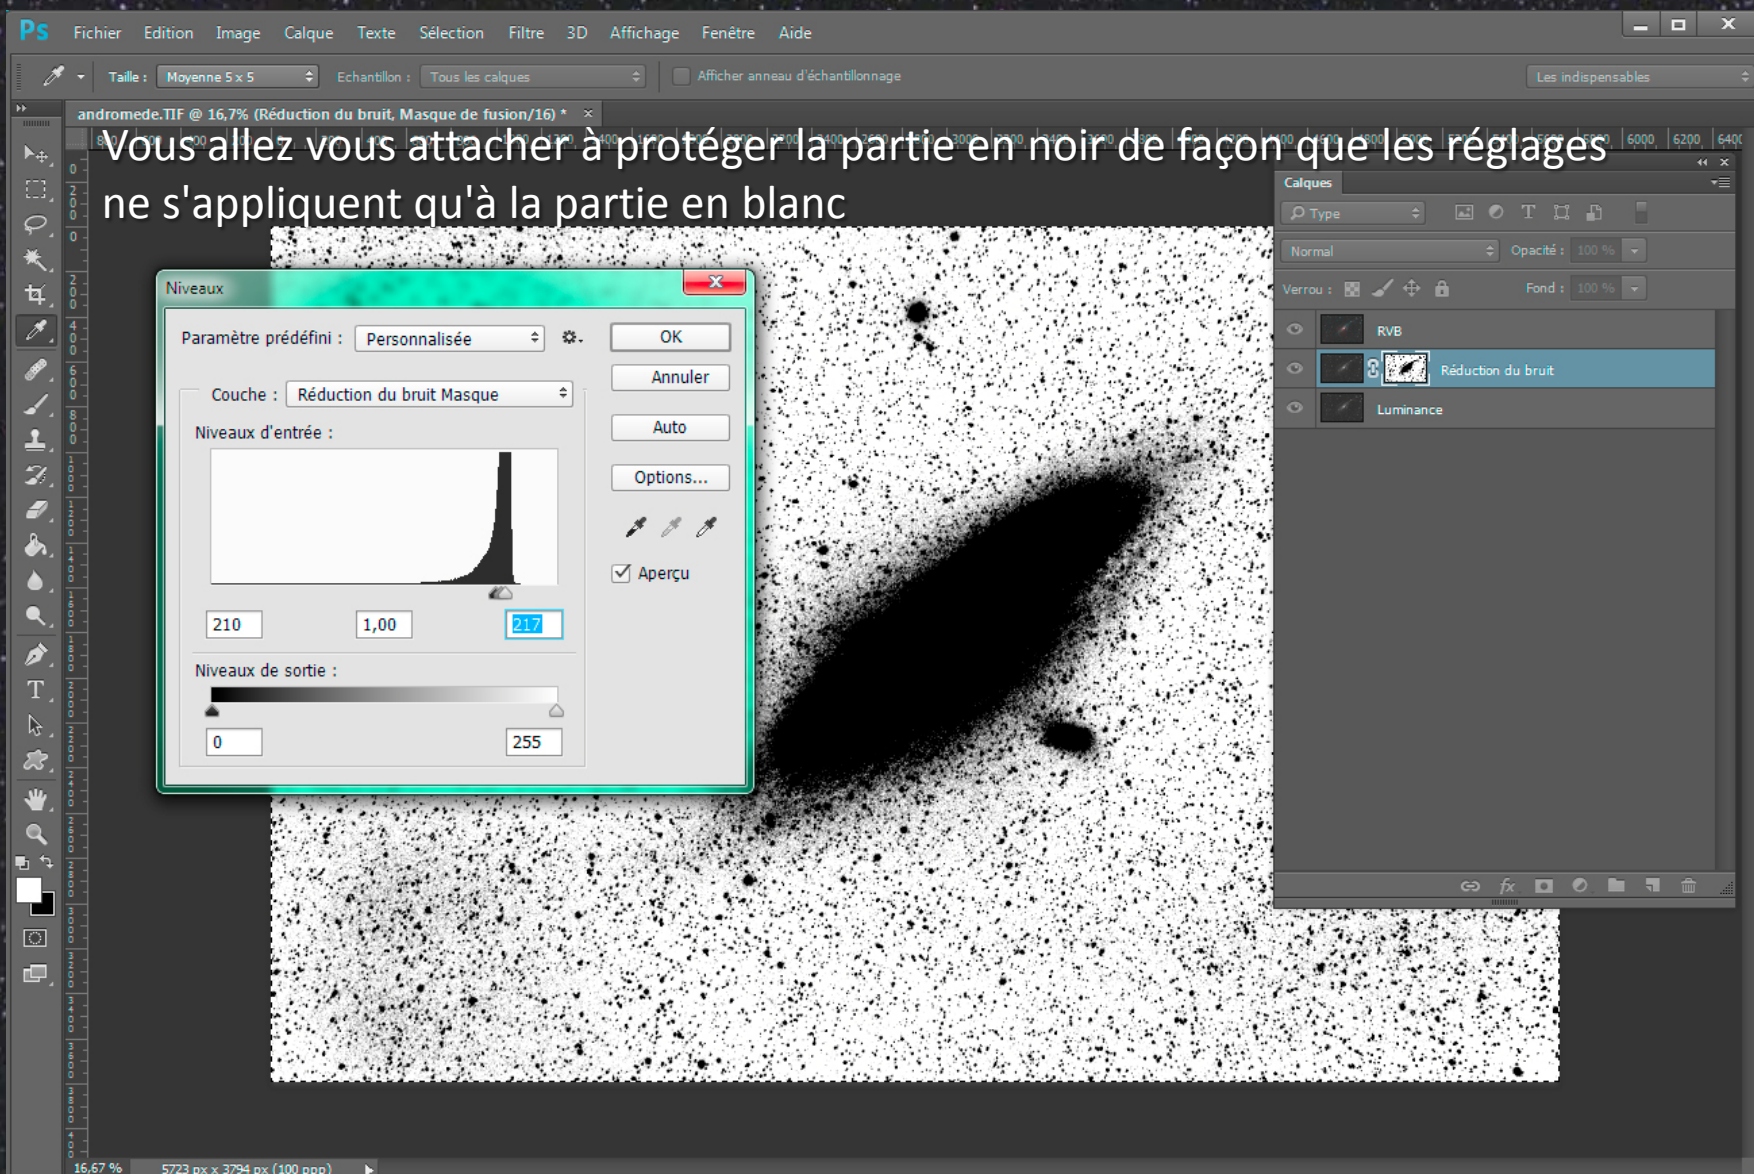 Ps Fichier Edition Image Calque Texte Sélection Filtre 3D Affichage Fenêtre Aide
Taille : Moyenne 5 x 5 Echantillon : Tous les calques Afficher anneau d'échantillonnage Les indispensables
andromede.TIF @ 16,7% (Réduction du bruit, Masque de fusion/16) * ×
Vous allez vous attacher à protéger la partie en noir de façon que les réglages
ne s'appliquent qu'à la partie en blanc
Niveaux
Paramètre prédéfini : Personnalisée
OK
Annuler
Couche : Réduction du bruit Masque
Auto
Niveaux d'entrée :
Options...
Aperçu
210 1,00 217
Niveaux de sortie :
0 255
Calques
Type
Normal Opacité : 100 %
Verrou : Fond : 100 %
RVB
Réduction du bruit
Luminance
fx
16,67 % 5723 px x 3794 px (100 ppp)